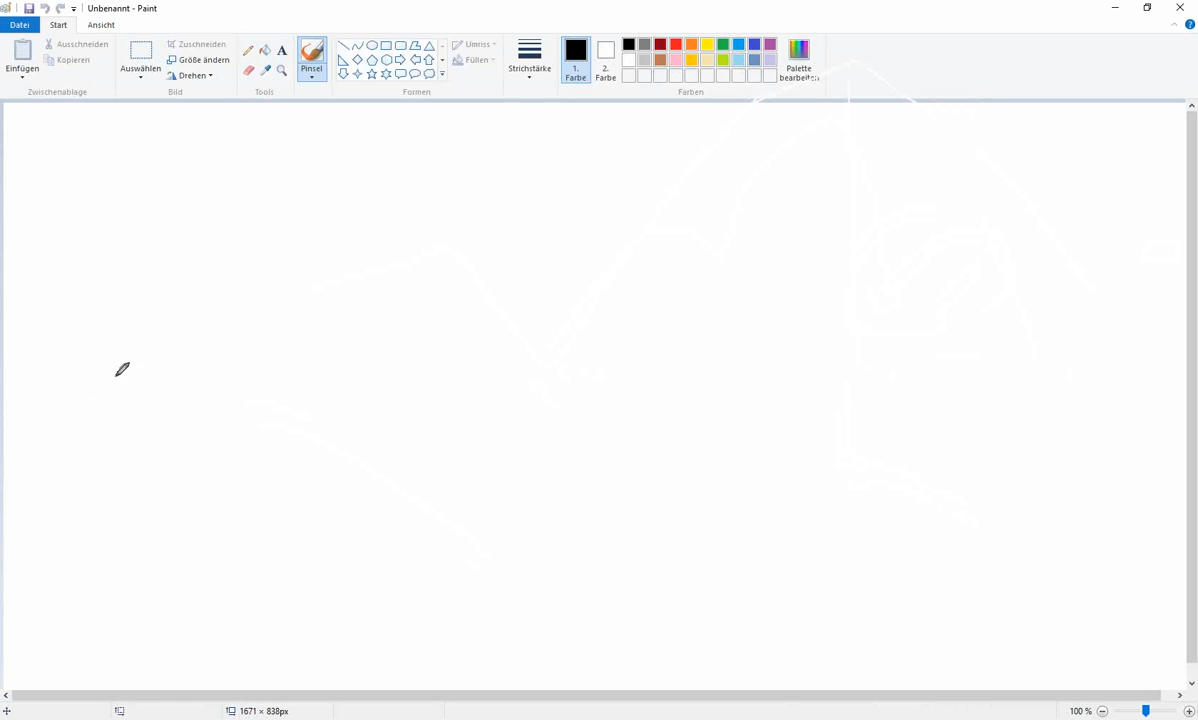 Unbenannt - Paint
Datei Start Ansicht
Einfügen
Ausschneiden
Kopieren
Zwischenablage
Auswählen
Zuschneiden
Größe ändern
Drehen
Bild
A
Tools
Pinsel
Umriss
Füllen
Formen
Strichstärke
1.
Farbe
2.
Farbe
Palette
bearbeiten
Farben
1671 × 838px
100 %